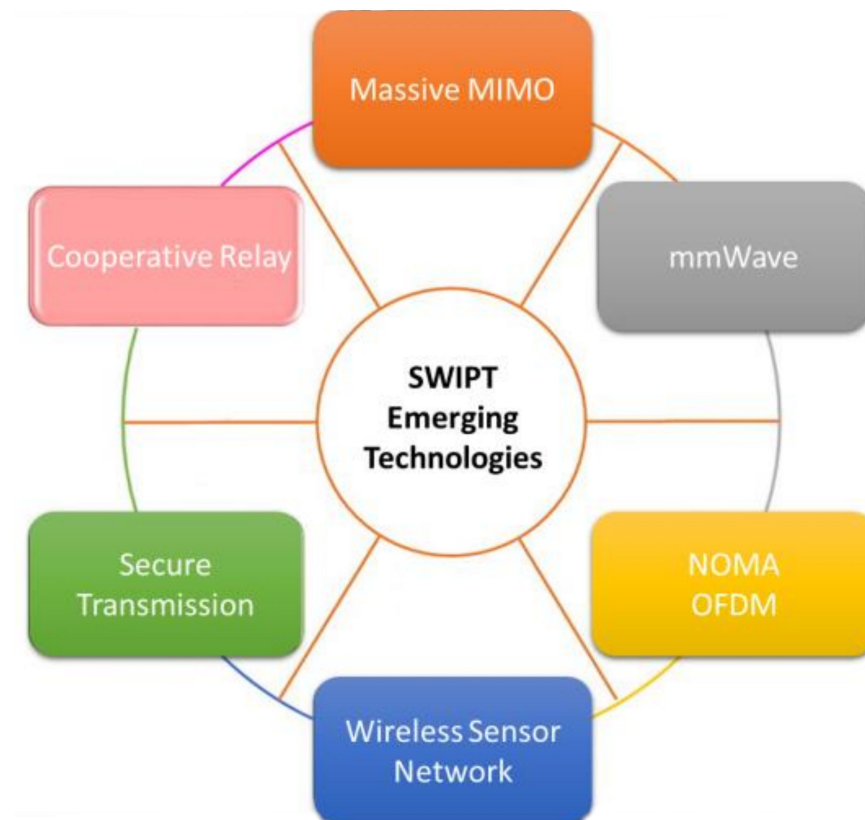 Massive MIMO
Cooperative Relay
mmWave
SWIPT
Emerging
Technologies
Secure
Transmission
NOMA
OFDM
Wireless Sensor
Network